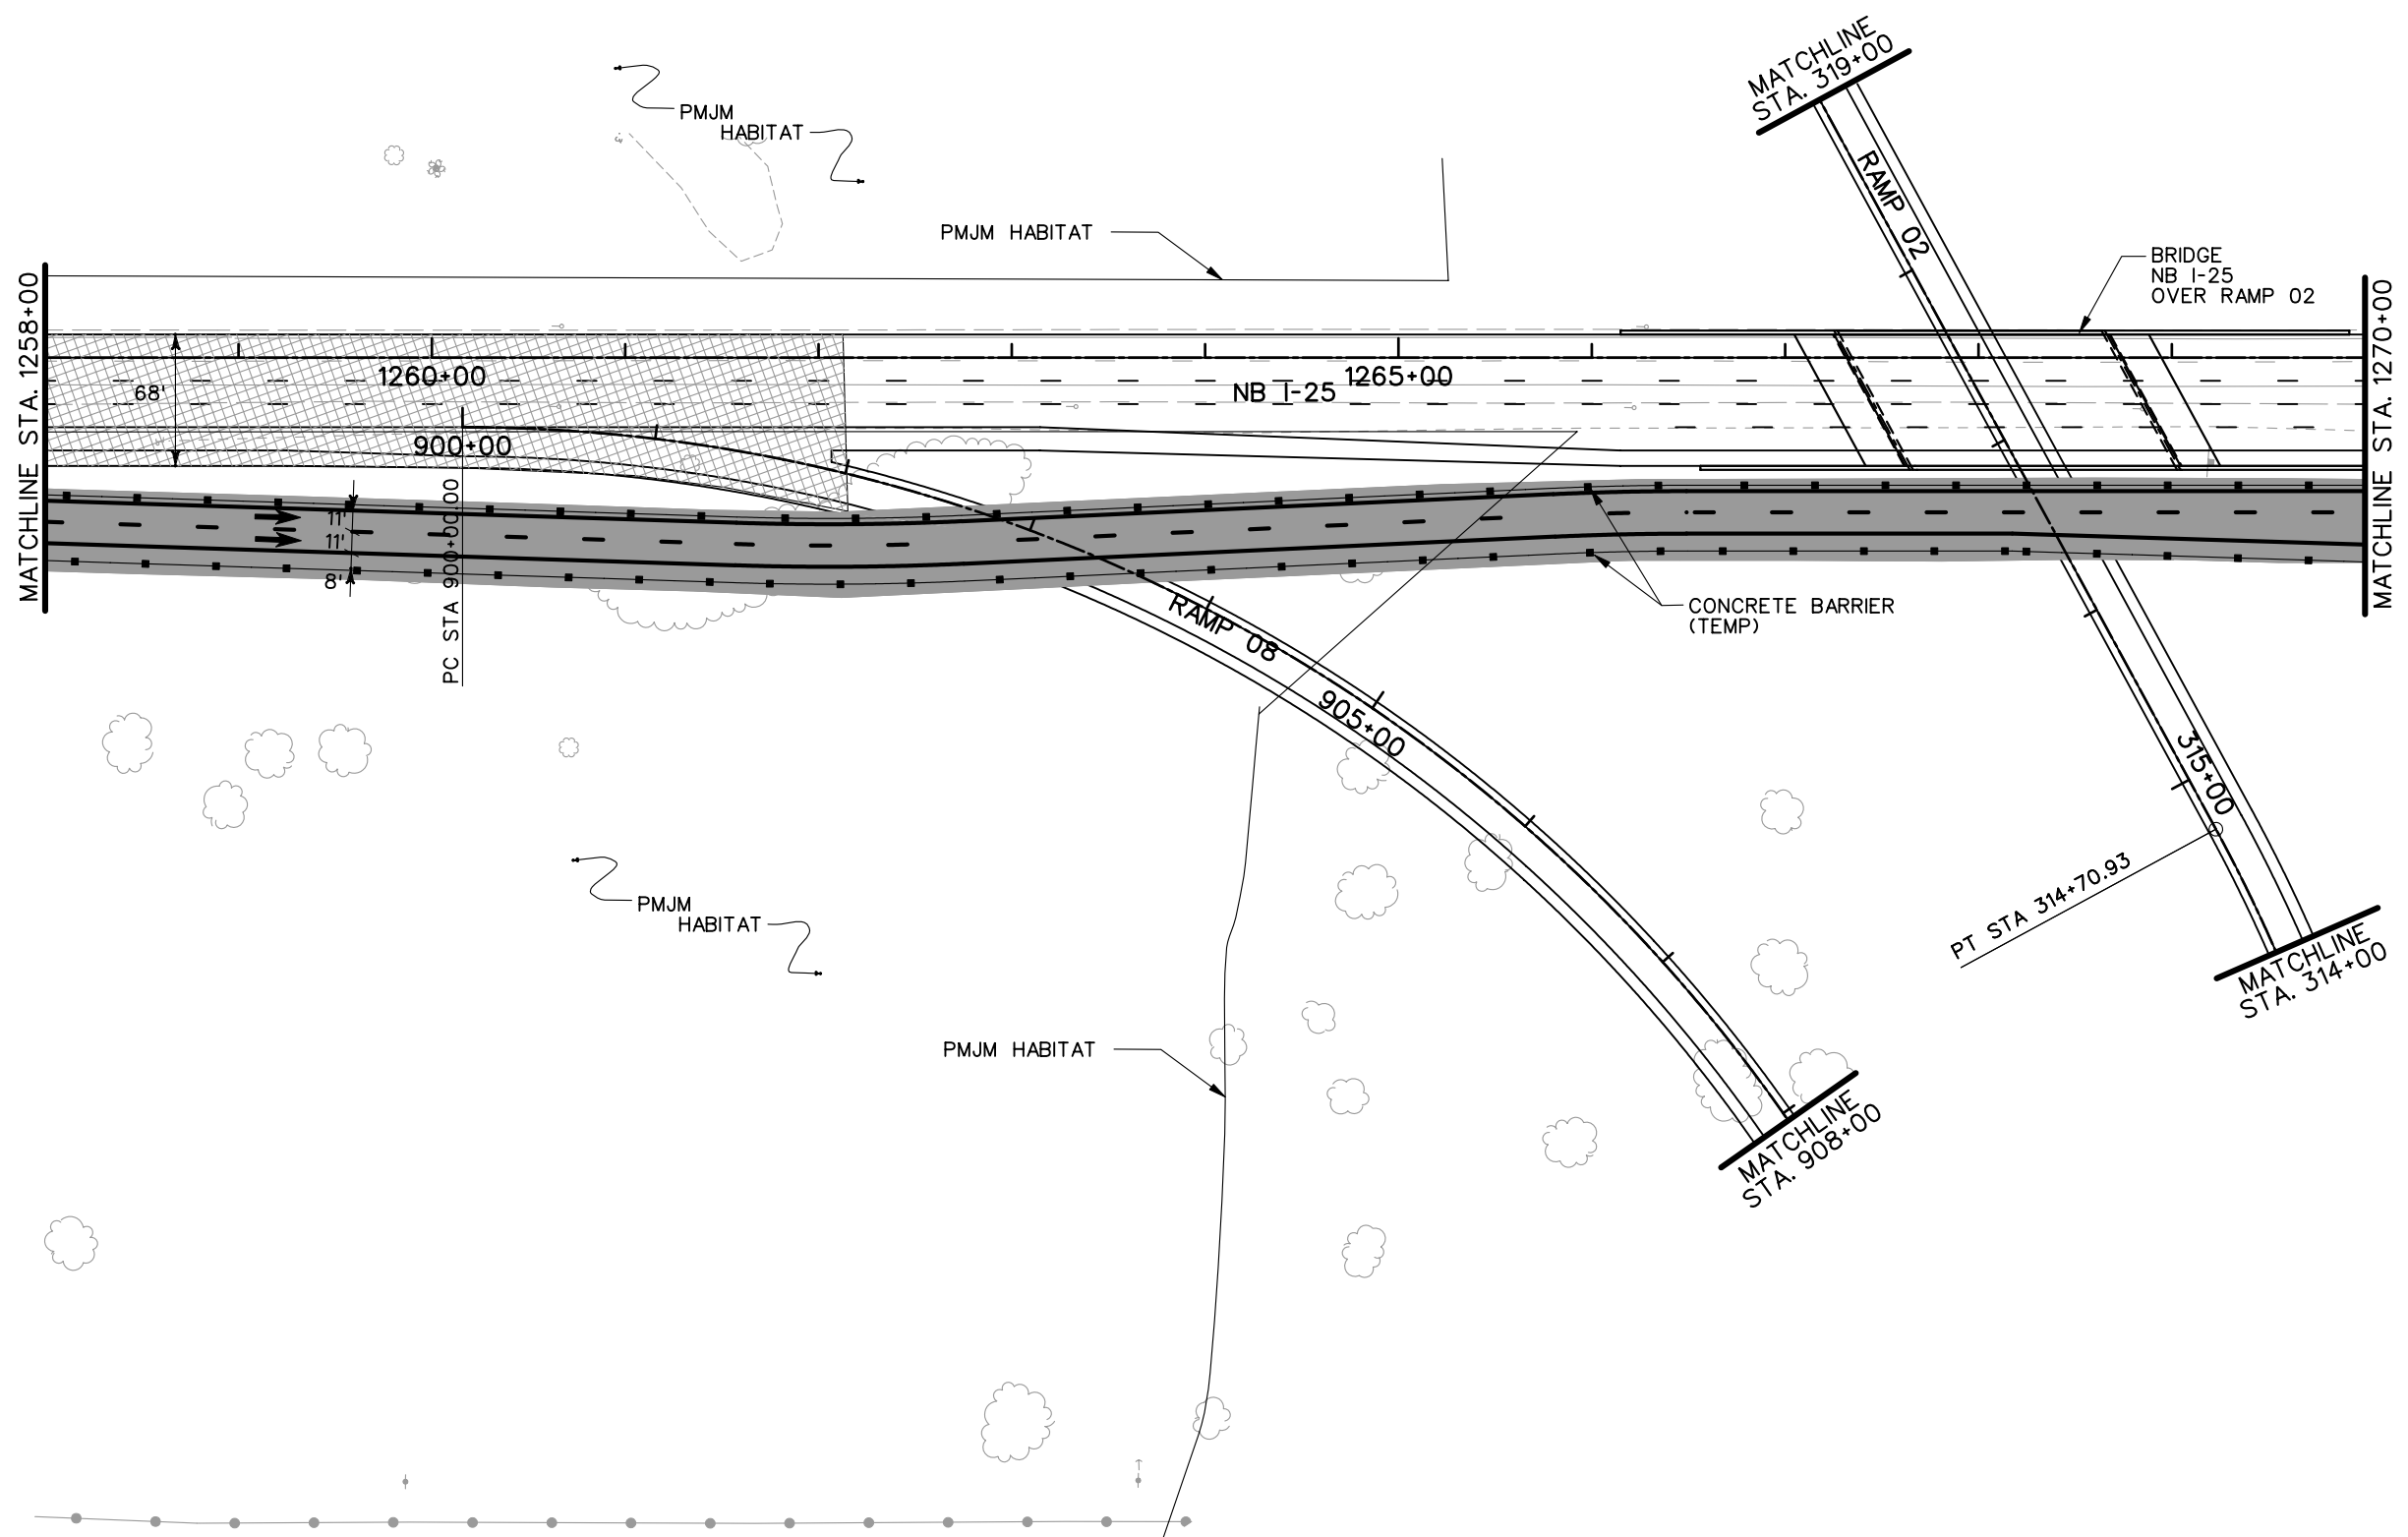 MATCHLINE
STA. 319+00
PMJM
HABITAT
RAMP 02
PMJM HABITAT
BRIDGE
NB I-25
OVER RAMP 02
MATCHLINE STA. 1258+00
MATCHLINE STA. 1270+00
68'
1260+00
1265+00
NB I-25
900+00
11'
11'
8'
PC STA 900+00.00
CONCRETE BARRIER
(TEMP)
RAMP 08
905+00
315+00
PT STA 314+70.93
PMJM
HABITAT
MATCHLINE
STA. 314+00
PMJM HABITAT
MATCHLINE
STA. 908+00